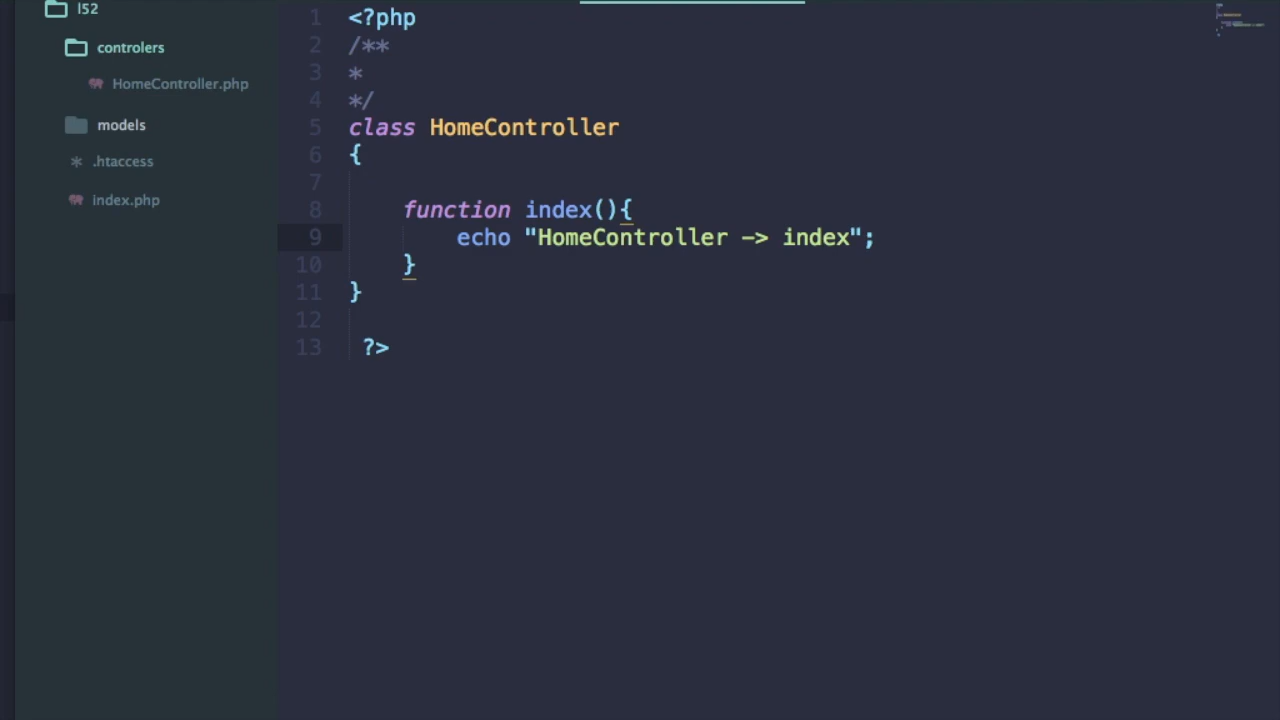 l52
controlers
HomeController.php
models
.htaccess
index.php
1 <?php
2 /**
3 *
4 */
5 class HomeController
6 {
7
8 function index(){
9 echo "HomeController -> index";
10 }
11 }
12
13 ?>